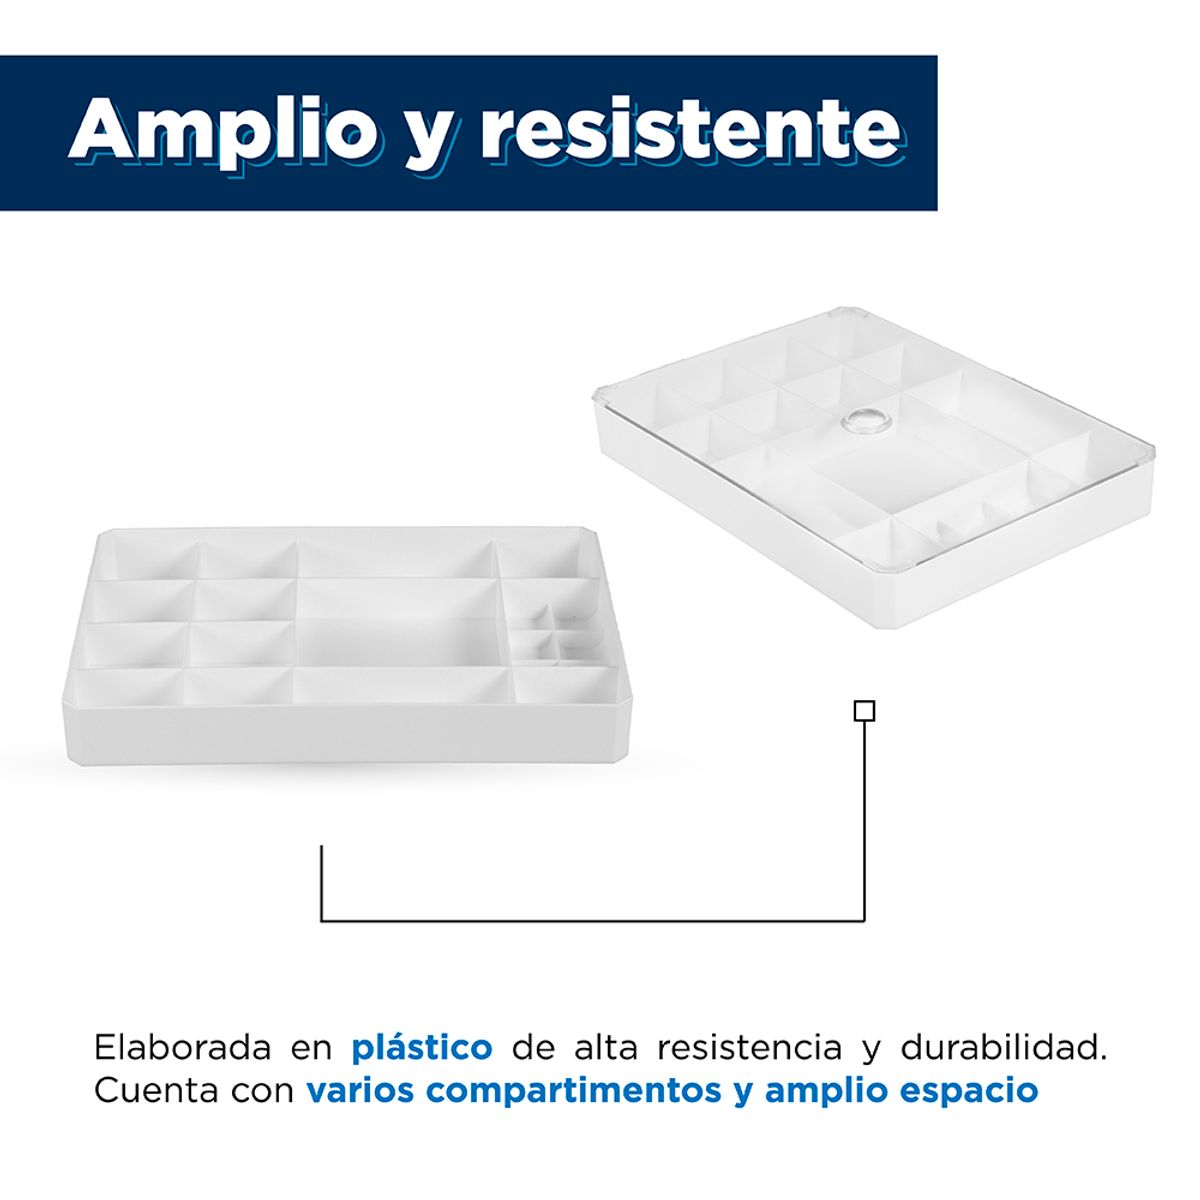 Amplio y resistente
Elaborada en plástico de alta resistencia y durabilidad.
Cuenta con varios compartimentos y amplio espacio